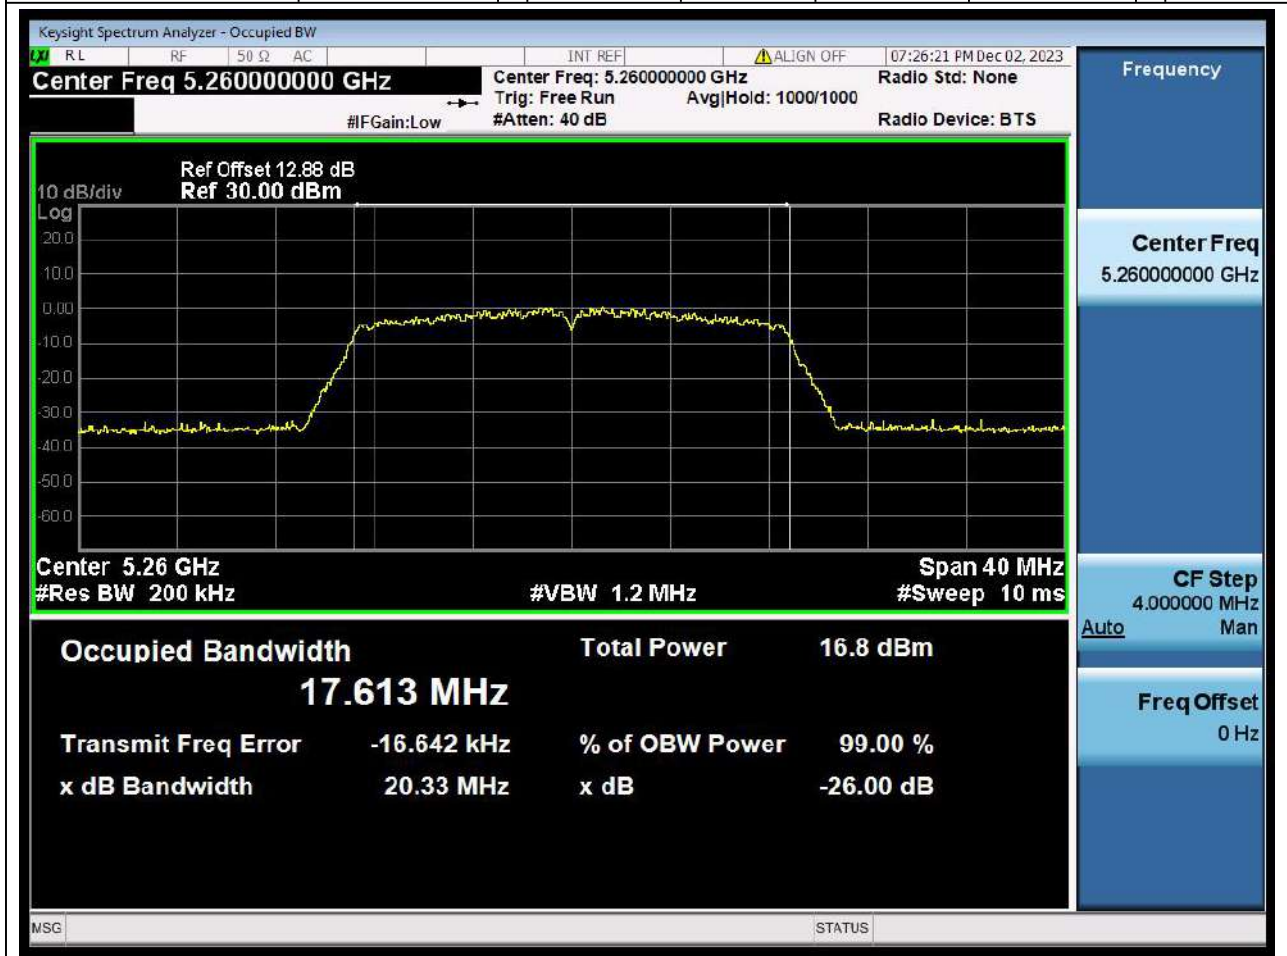 Keysight Spectrum Analyzer - Occupied BW
LXI RL RF 50 Ω AC INT REF ALIGN OFF 07:26:21 PM Dec 02, 2023
Center Freq 5.260000000 GHz Center Freq: 5.260000000 GHz Radio Std: None
Trig: Free Run Avg|Hold: 1000/1000
#IFGain:Low #Atten: 40 dB Radio Device: BTS
Frequency
Ref Offset 12.88 dB
10 dB/div Ref 30.00 dBm
Log
20.0
10.0
0.00
-10.0
-20.0
-30.0
-40.0
-50.0
-60.0
Center 5.26 GHz Span 40 MHz
#Res BW 200 kHz #VBW 1.2 MHz #Sweep 10 ms
Occupied Bandwidth Total Power 16.8 dBm
17.613 MHz
Transmit Freq Error -16.642 kHz % of OBW Power 99.00 %
x dB Bandwidth 20.33 MHz x dB -26.00 dB
Center Freq
5.260000000 GHz
CF Step
4.000000 MHz
Auto Man
Freq Offset
0 Hz
MSG STATUS